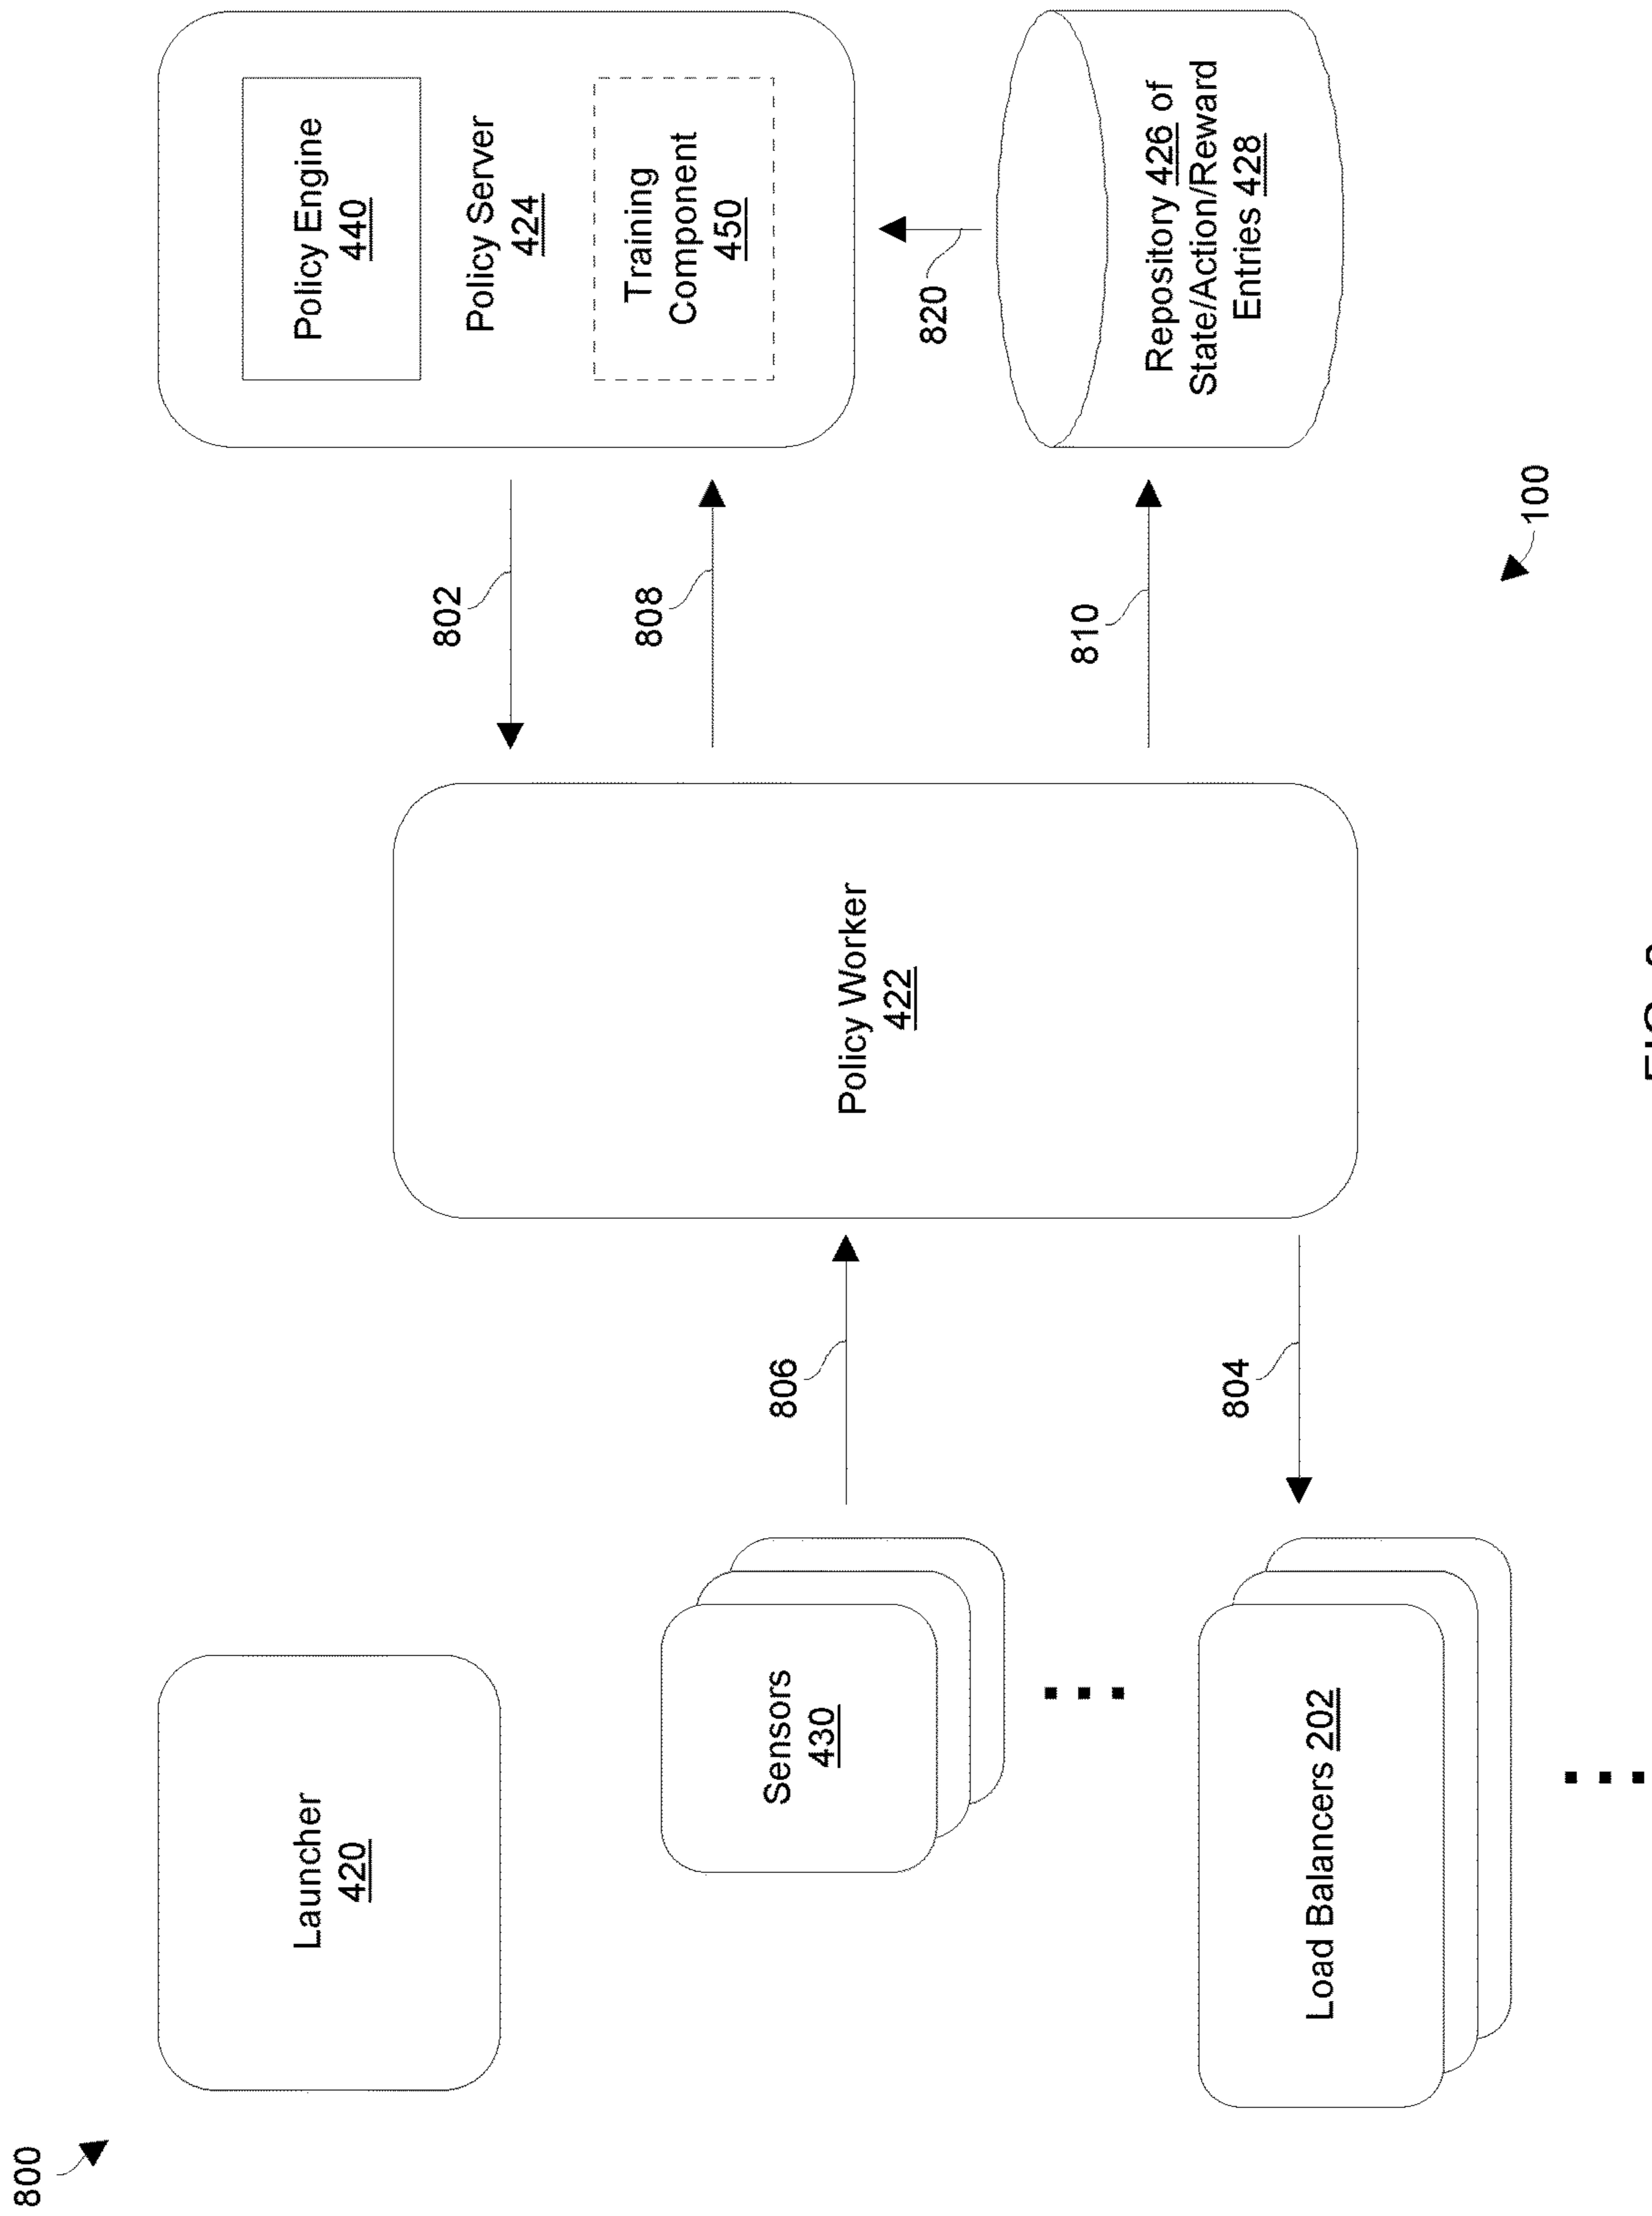 800
Launcher
420
Policy Engine
440
802
Policy Server
424
808
Training
Component
450
Sensors
430
806
Policy Worker
422
820
810
Repository 426 of
State/Action/Reward
Entries 428
804
Load Balancers 202
100
FIG.